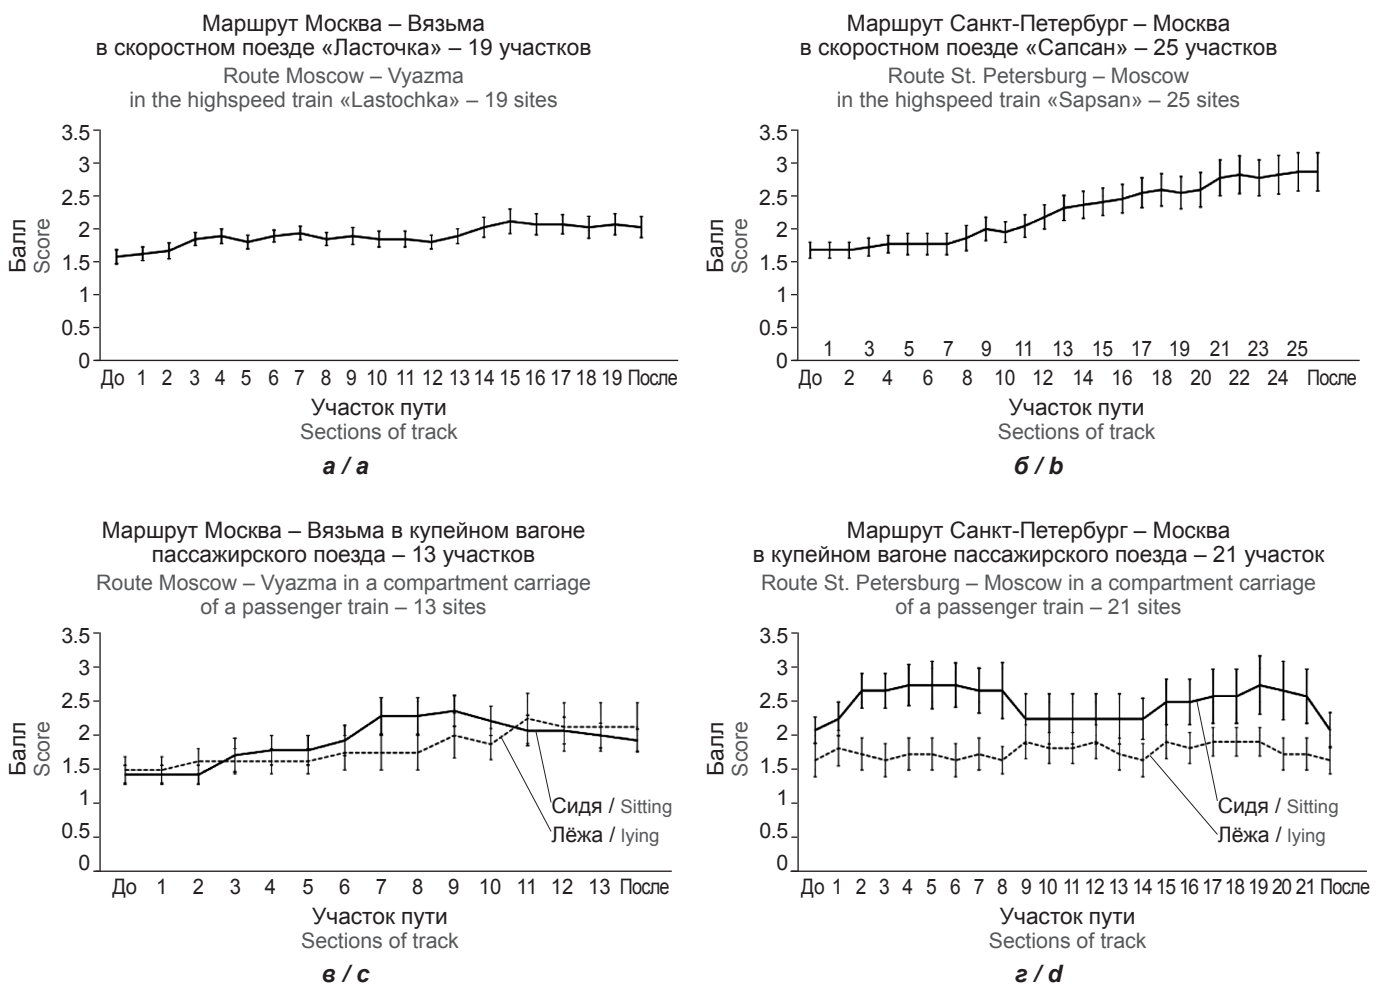 Маршрут Москва – Вязьма
в скоростном поезде «Ласточка» – 19 участков
Route Moscow – Vyazma
in the highspeed train «Lastochka» – 19 sites
3.5
3
2.5
2
1.5
1
0.5
0
Балл
Score
До 1 2 3 4 5 6 7 8 9 10 11 12 13 14 15 16 17 18 19 После
Участок пути
Sections of track
а / a
Маршрут Санкт-Петербург – Москва
в скоростном поезде «Сапсан» – 25 участков
Route St. Petersburg – Moscow
in the highspeed train «Sapsan» – 25 sites
3.5
3
2.5
2
1.5
1
0.5
0
Балл
Score
1 3 5 7 9 11 13 15 17 19 21 23 25
До 2 4 6 8 10 12 14 16 18 20 22 24 После
Участок пути
Sections of track
б / b
Маршрут Москва – Вязьма в купейном вагоне
пассажирского поезда – 13 участков
Route Moscow – Vyazma in a compartment carriage
of a passenger train – 13 sites
3.5
3
2.5
2
1.5
1
0.5
0
Балл
Score
Сидя / Sitting
Лёжа / lying
До 1 2 3 4 5 6 7 8 9 10 11 12 13 После
Участок пути
Sections of track
в / c
Маршрут Санкт-Петербург – Москва
в купейном вагоне пассажирского поезда – 21 участок
Route St. Petersburg – Moscow in a compartment carriage
of a passenger train – 21 sites
3.5
3
2.5
2
1.5
1
0.5
0
Балл
Score
Сидя / Sitting
Лёжа / lying
До 1 2 3 4 5 6 7 8 9 10 11 12 13 14 15 16 17 18 19 20 21 После
Участок пути
Sections of track
г / d